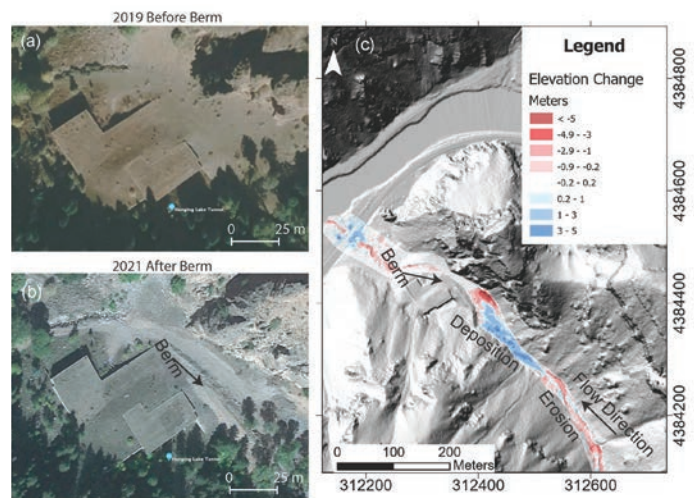 2019 Before Berm
(a)
Hanging Lake Tunnel
0 25 m
2021 After Berm
(b)
Berm
Hanging Lake Tunnel
0 25 m
(c)
N
Legend
Elevation Change
Meters
< -5
-4.9 - -3
-2.9 - -1
-0.9 - -0.2
-0.2 - 0.2
0.2 - 1
1 - 3
3 - 5
Berm
Deposition
Erosion
Flow Direction
0 100 200
Meters
312200 312400 312600
4384800
4384600
4384400
4384200